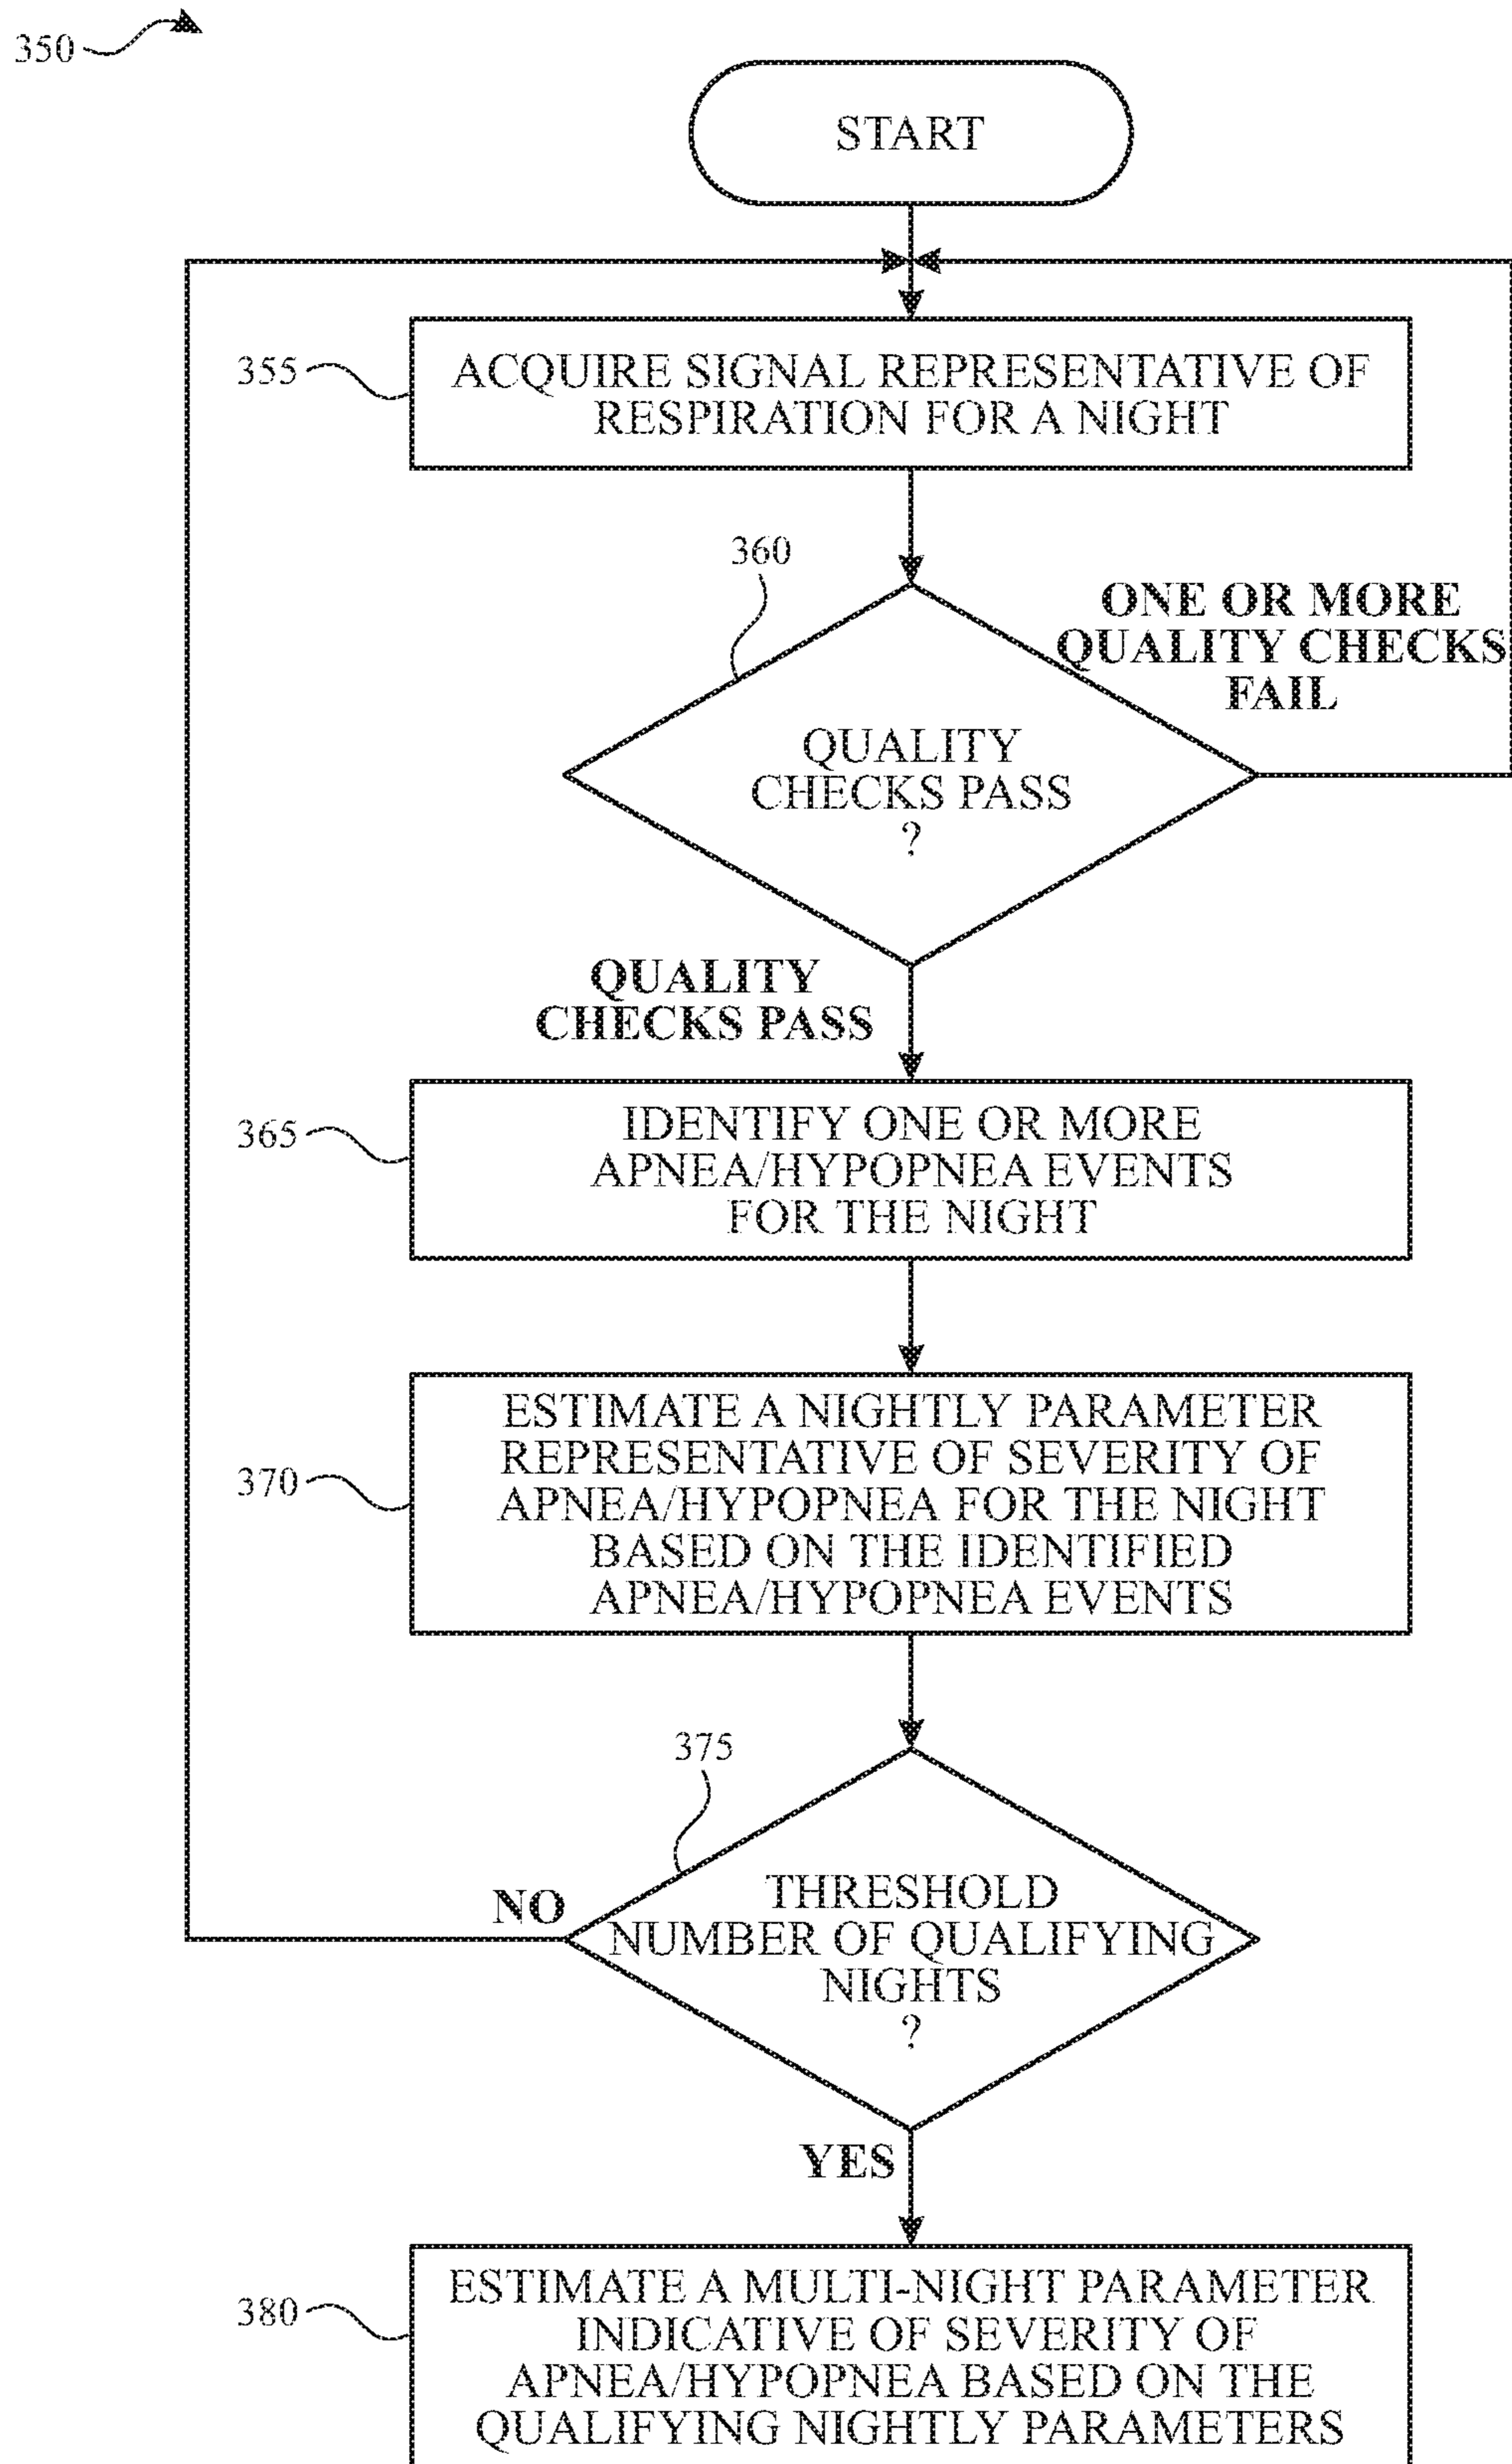 350
START
355
ACQUIRE SIGNAL REPRESENTATIVE OF
RESPIRATION FOR A NIGHT
360
ONE OR MORE
QUALITY CHECKS
FAIL
QUALITY
CHECKS PASS
?
QUALITY
CHECKS PASS
365
IDENTIFY ONE OR MORE
APNEA/HYPOPNEA EVENTS
FOR THE NIGHT
370
ESTIMATE A NIGHTLY PARAMETER
REPRESENTATIVE OF SEVERITY OF
APNEA/HYPOPNEA FOR THE NIGHT
BASED ON THE IDENTIFIED
APNEA/HYPOPNEA EVENTS
375
NO
THRESHOLD
NUMBER OF QUALIFYING
NIGHTS
?
YES
380
ESTIMATE A MULTI-NIGHT PARAMETER
INDICATIVE OF SEVERITY OF
APNEA/HYPOPNEA BASED ON THE
QUALIFYING NIGHTLY PARAMETERS